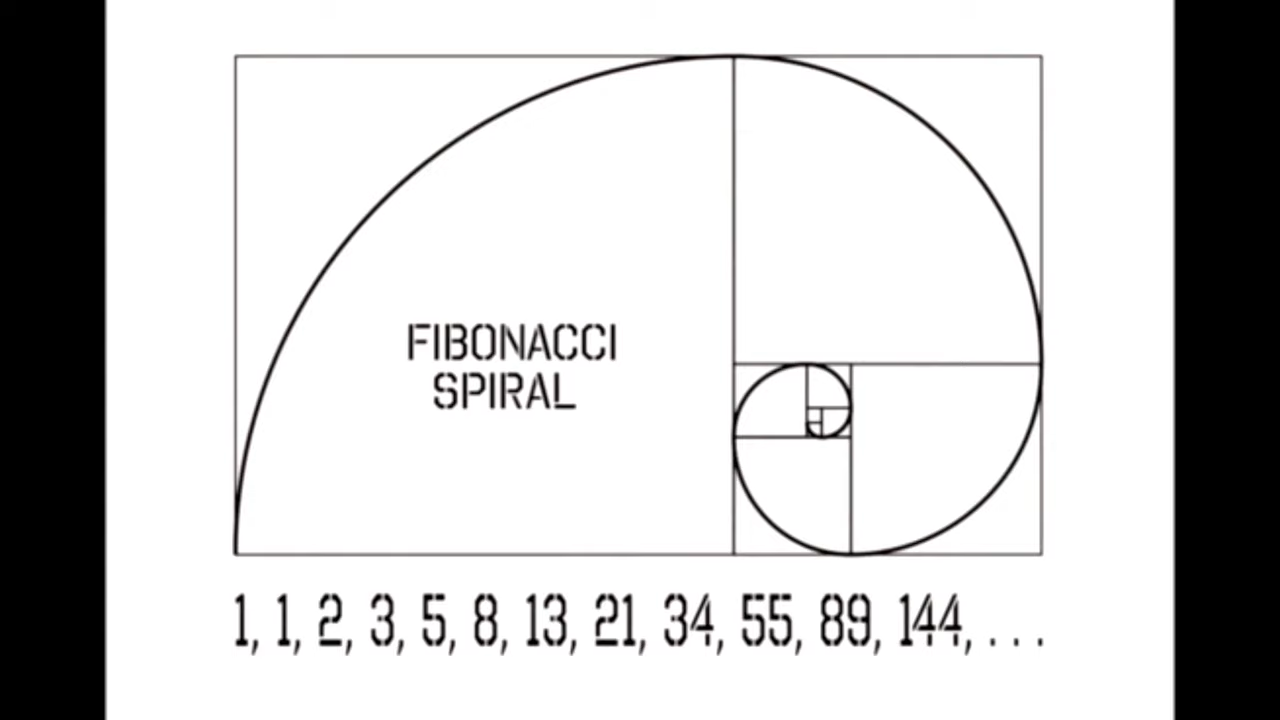 FIBONACCI
SPIRAL
1, 1, 2, 3, 5, 8, 13, 21, 34, 55, 89, 144, . . .